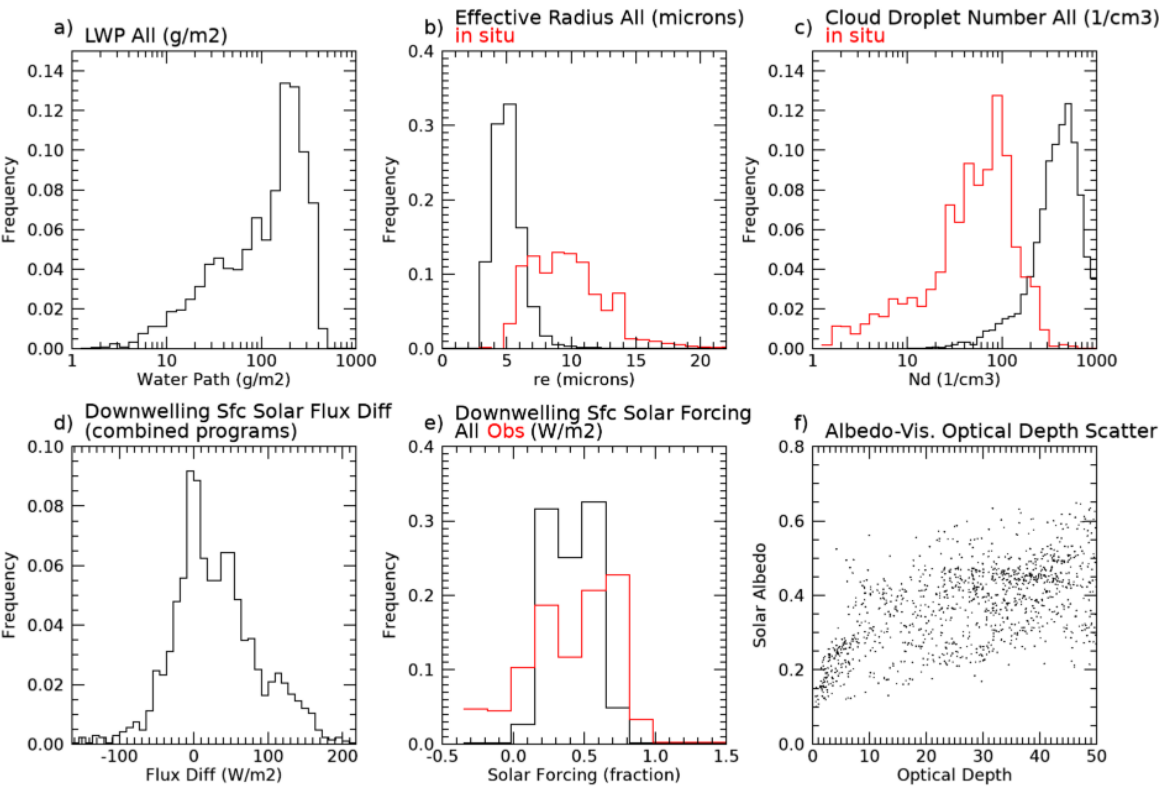 a) LWP All (g/m2)
Frequency
0.14
0.12
0.10
0.08
0.06
0.04
0.02
0.00
1 10 100 1000
Water Path (g/m2)
b) Effective Radius All (microns)
in situ
Frequency
0.4
0.3
0.2
0.1
0.0
0 5 10 15 20
re (microns)
c) Cloud Droplet Number All (1/cm3)
in situ
Frequency
0.14
0.12
0.10
0.08
0.06
0.04
0.02
0.00
1 10 100 1000
Nd (1/cm3)
d) Downwelling Sfc Solar Flux Diff
(combined programs)
Frequency
0.10
0.08
0.06
0.04
0.02
0.00
-100 0 100 200
Flux Diff (W/m2)
e) Downwelling Sfc Solar Forcing
All Obs (W/m2)
Frequency
0.4
0.3
0.2
0.1
0.0
-0.5 0.0 0.5 1.0 1.5
Solar Forcing (fraction)
f) Albedo-Vis. Optical Depth Scatter
Solar Albedo
0.8
0.6
0.4
0.2
0.0
0 10 20 30 40 50
Optical Depth